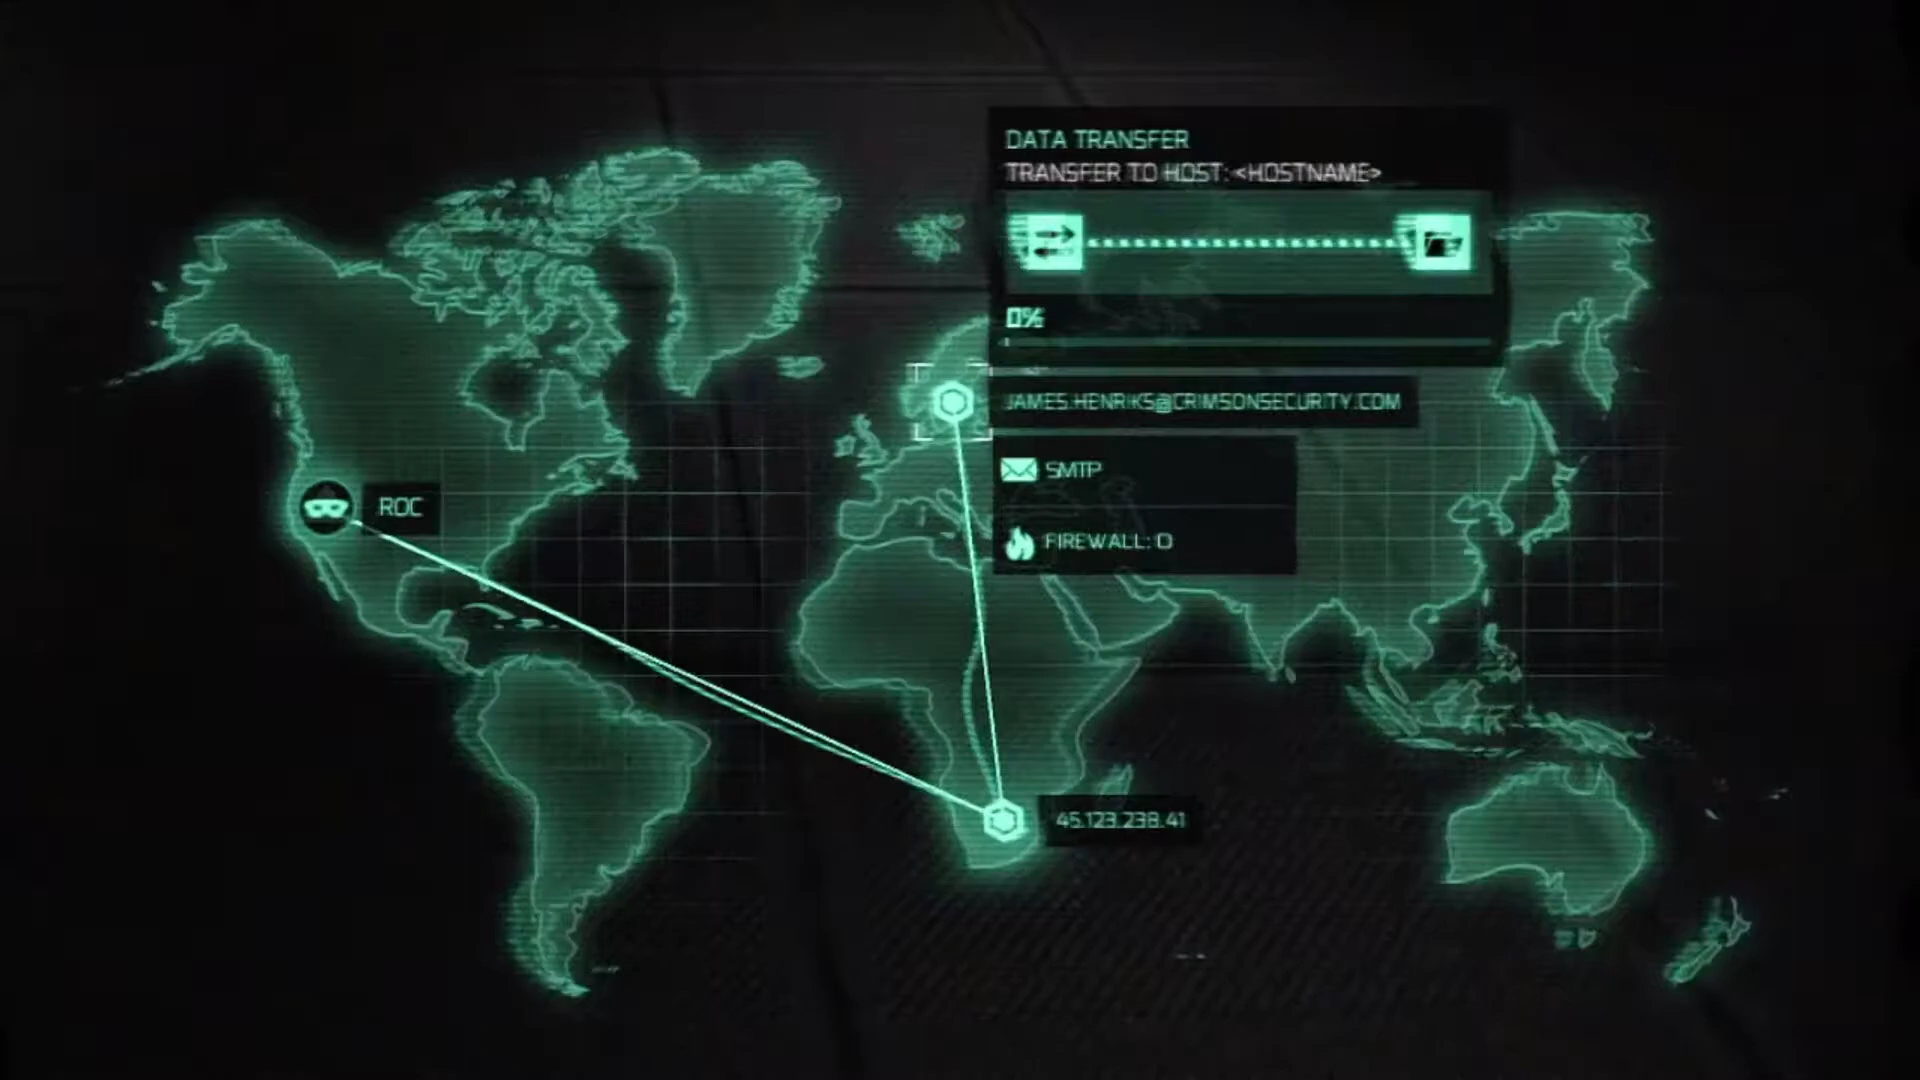 DATA TRANSFER
TRANSFER TO HOST: <HOSTNAME>
0%
JAMES.HENRIKS@CRIMSONSECURITY.COM
SMTP
ROC
FIREWALL: 0
45.123.238.41